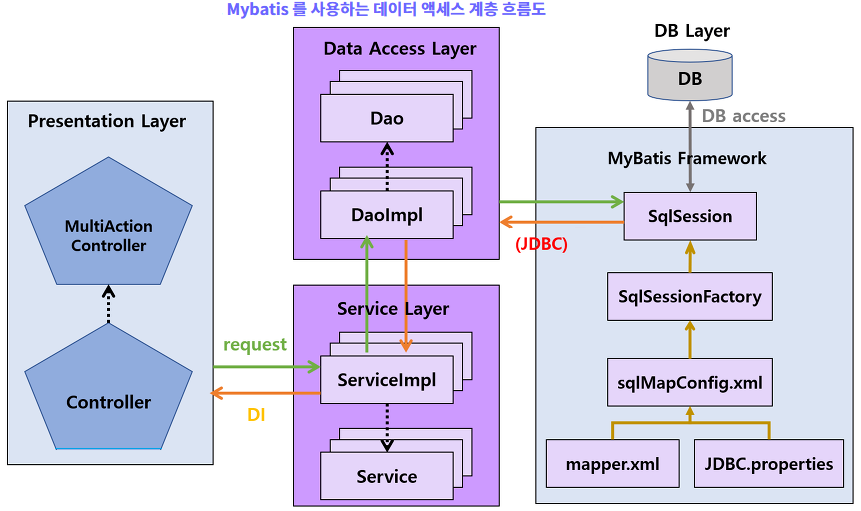 Mybatis 를 사용하는 데이터 액세스 계층 흐름도
Presentation Layer
MultiAction
Controller
Controller
request
DI
Data Access Layer
Dao
DaoImpl
Service Layer
ServiceImpl
Service
(JDBC)
DB Layer
DB
DB access
MyBatis Framework
SqlSession
SqlSessionFactory
sqlMapConfig.xml
mapper.xml
JDBC.properties